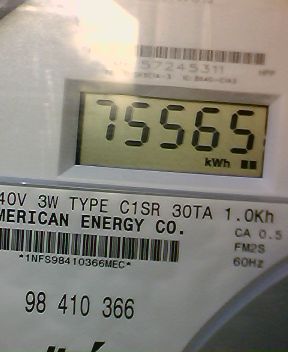 57245311
75565
kWh
40V 3W TYPE C1SR 30TA 1.0Kh
MERICAN ENERGY CO.
CA 0.5
FM2S
60Hz
*1NFS98410366MEC*
98 410 366